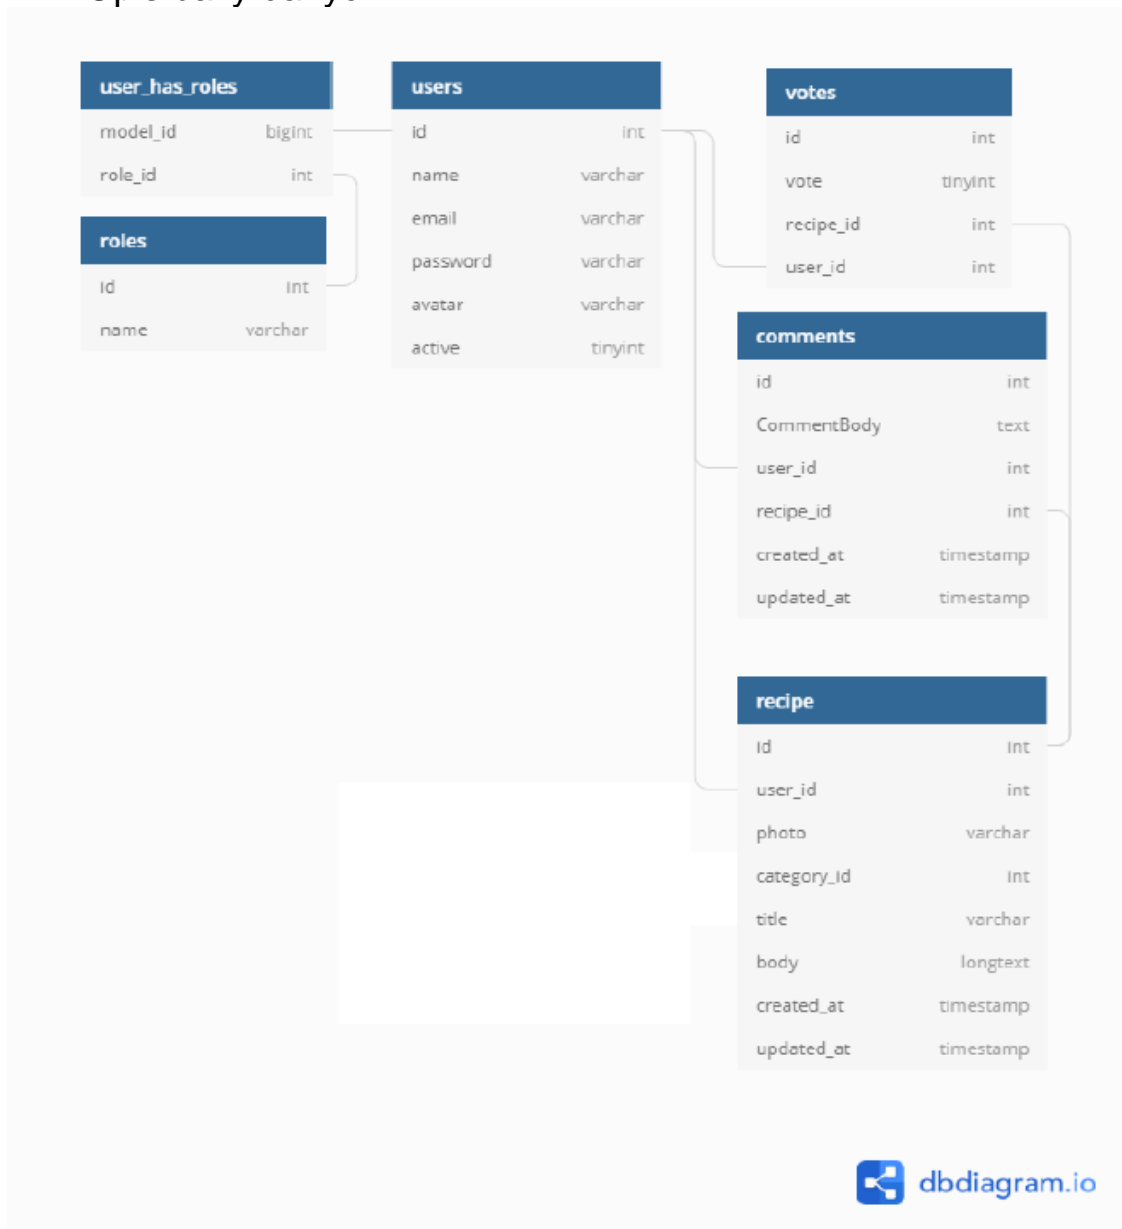 user_has_roles
model_id bigint
role_id int
roles
id int
name varchar
users
id int
name varchar
email varchar
password varchar
avatar varchar
active tinyint
votes
id int
vote tinyint
recipe_id int
user_id int
comments
id int
CommentBody text
user_id int
recipe_id int
created_at timestamp
updated_at timestamp
recipe
id int
user_id int
photo varchar
category_id int
title varchar
body longtext
created_at timestamp
updated_at timestamp
dbdiagram.io